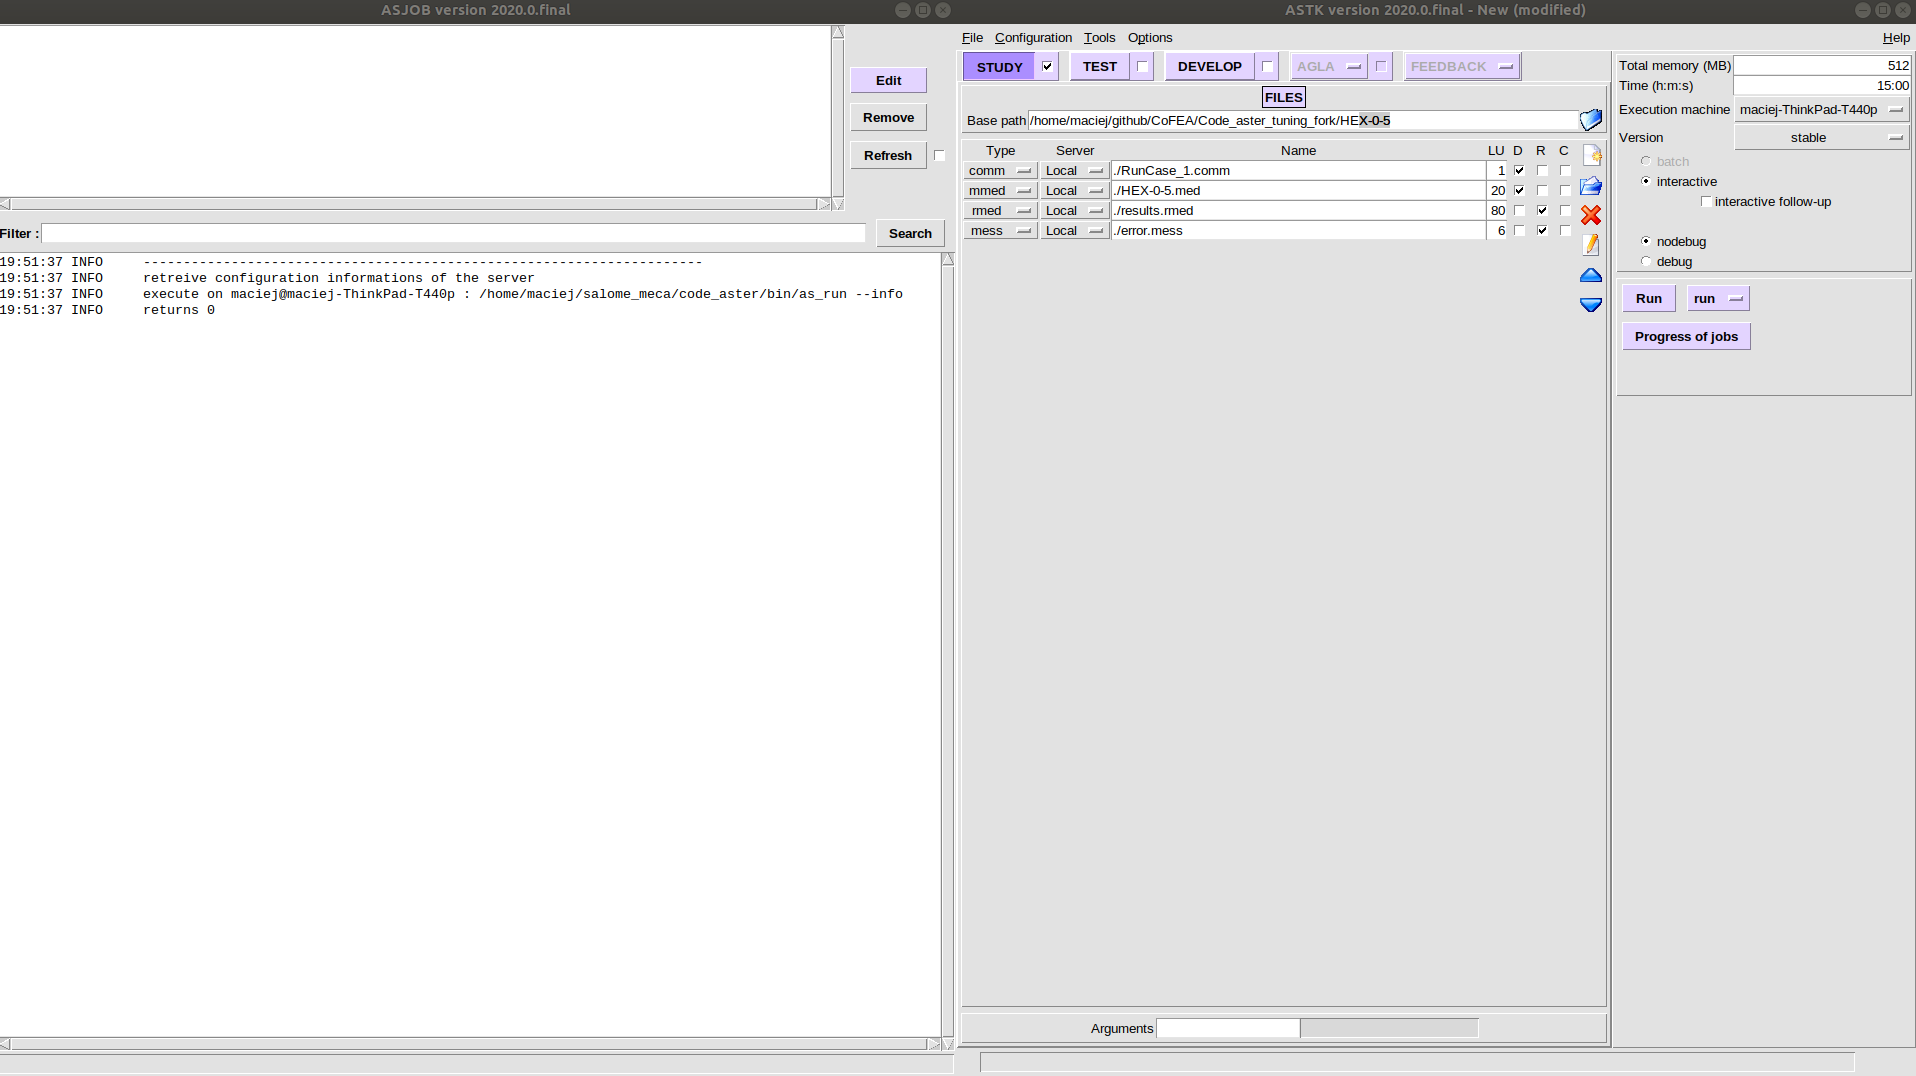 ASJOB version 2020.0.final
Edit
Remove
Refresh
Filter :
Search
19:51:37 INFO ----------------------------------------------------------------------
19:51:37 INFO retreive configuration informations of the server
19:51:37 INFO execute on maciej@maciej-ThinkPad-T440p : /home/maciej/salome_meca/code_aster/bin/as_run --info
19:51:37 INFO returns 0
ASTK version 2020.0.final - New (modified)
File Configuration Tools Options Help
STUDY TEST DEVELOP AGLA FEEDBACK
FILES
Base path /home/maciej/github/CoFEA/Code_aster_tuning_fork/HEX-0-5
Type Server Name LU D R C
comm Local ./RunCase_1.comm 1
mmed Local ./HEX-0-5.med 20
rmed Local ./results.rmed 80
mess Local ./error.mess 6
Arguments
Total memory (MB) 512
Time (h:m:s) 15:00
Execution machine maciej-ThinkPad-T440p
Version stable
batch
interactive
interactive follow-up
nodebug
debug
Run run
Progress of jobs